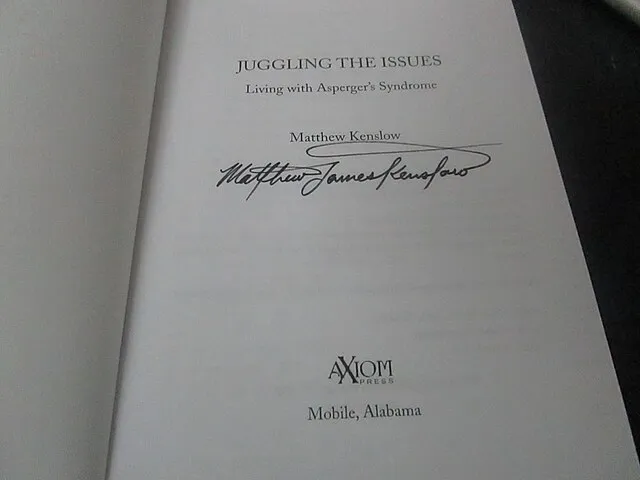 JUGGLING THE ISSUES
Living with Asperger's Syndrome
Matthew Kenslow
Matthew James Kenslow
AXIOM
PRESS
Mobile, Alabama